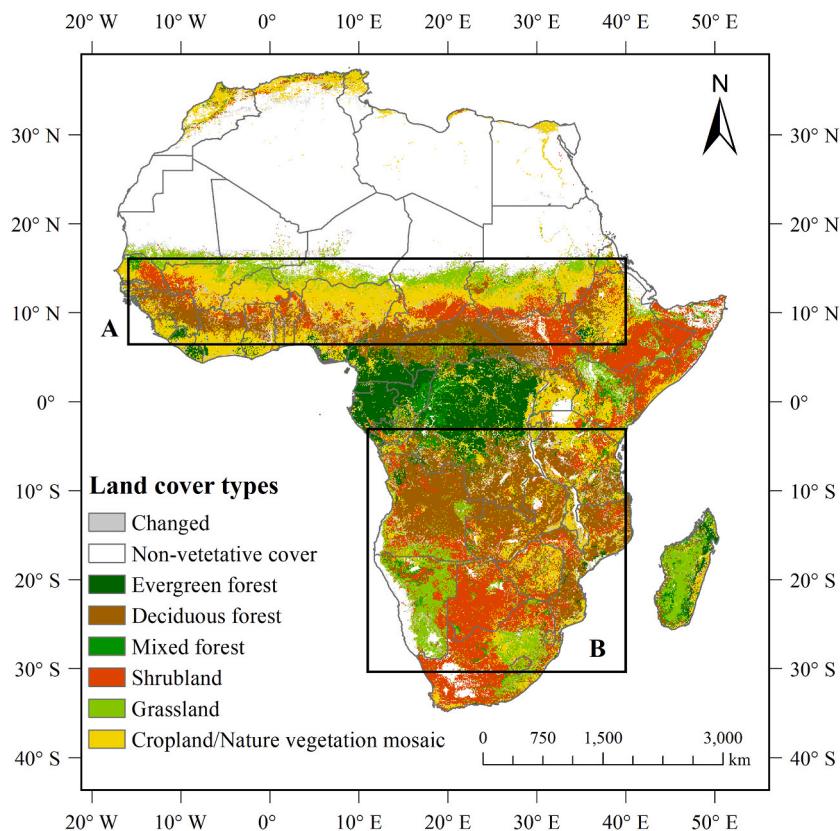 20° W 10° W 0° 10° E 20° E 30° E 40° E 50° E
N
30° N 30° N
20° N 20° N
10° N 10° N
A
0° 0°
10° S 10° S
20° S 20° S
30° S 30° S
40° S 40° S
B
Land cover types
Changed
Non-vetetative cover
Evergreen forest
Deciduous forest
Mixed forest
Shrubland
Grassland
Cropland/Nature vegetation mosaic
0 750 1,500 3,000
km
20° W 10° W 0° 10° E 20° E 30° E 40° E 50° E